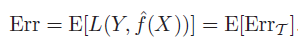 Err = E[L(Y, f̂(X))] = E[Err_𝒯].